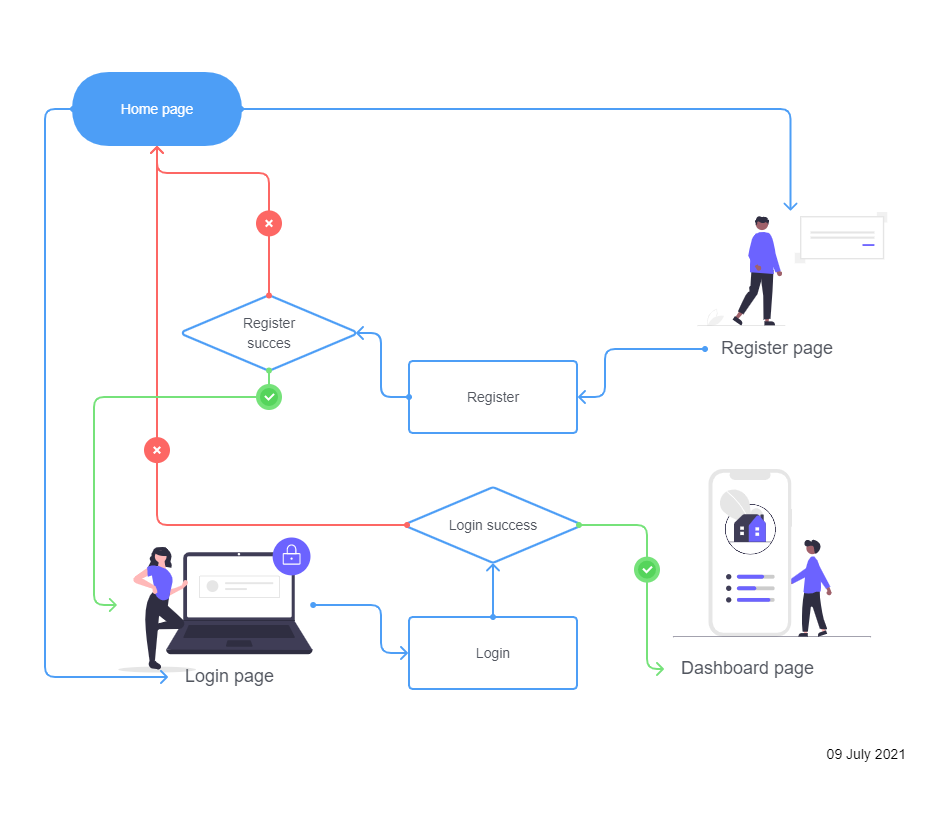 Home page
Register
succes
Register page
Register
Login success
Login
Login page
Dashboard page
09 July 2021